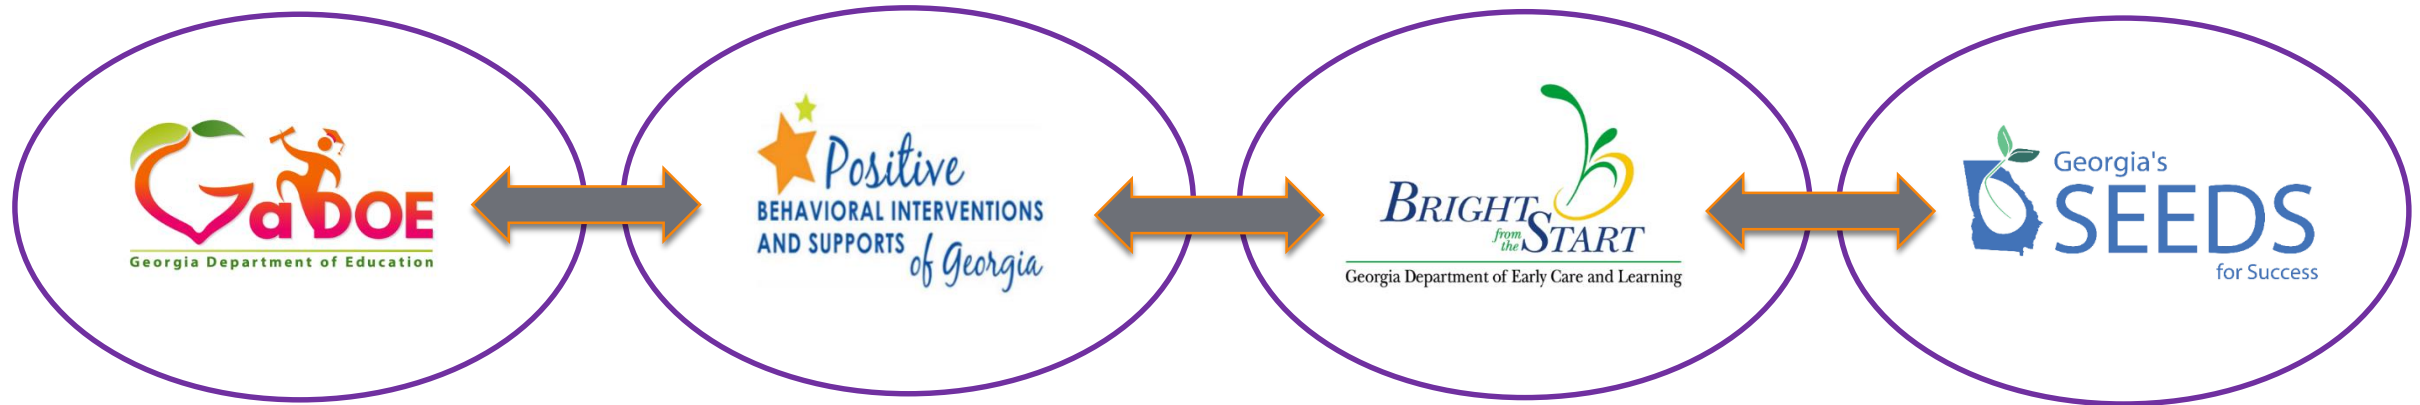 GaDOE
Georgia Department of Education
Positive
BEHAVIORAL INTERVENTIONS
AND SUPPORTS
of Georgia
BRIGHT
from the START
Georgia Department of Early Care and Learning
Georgia's
SEEDS
for Success